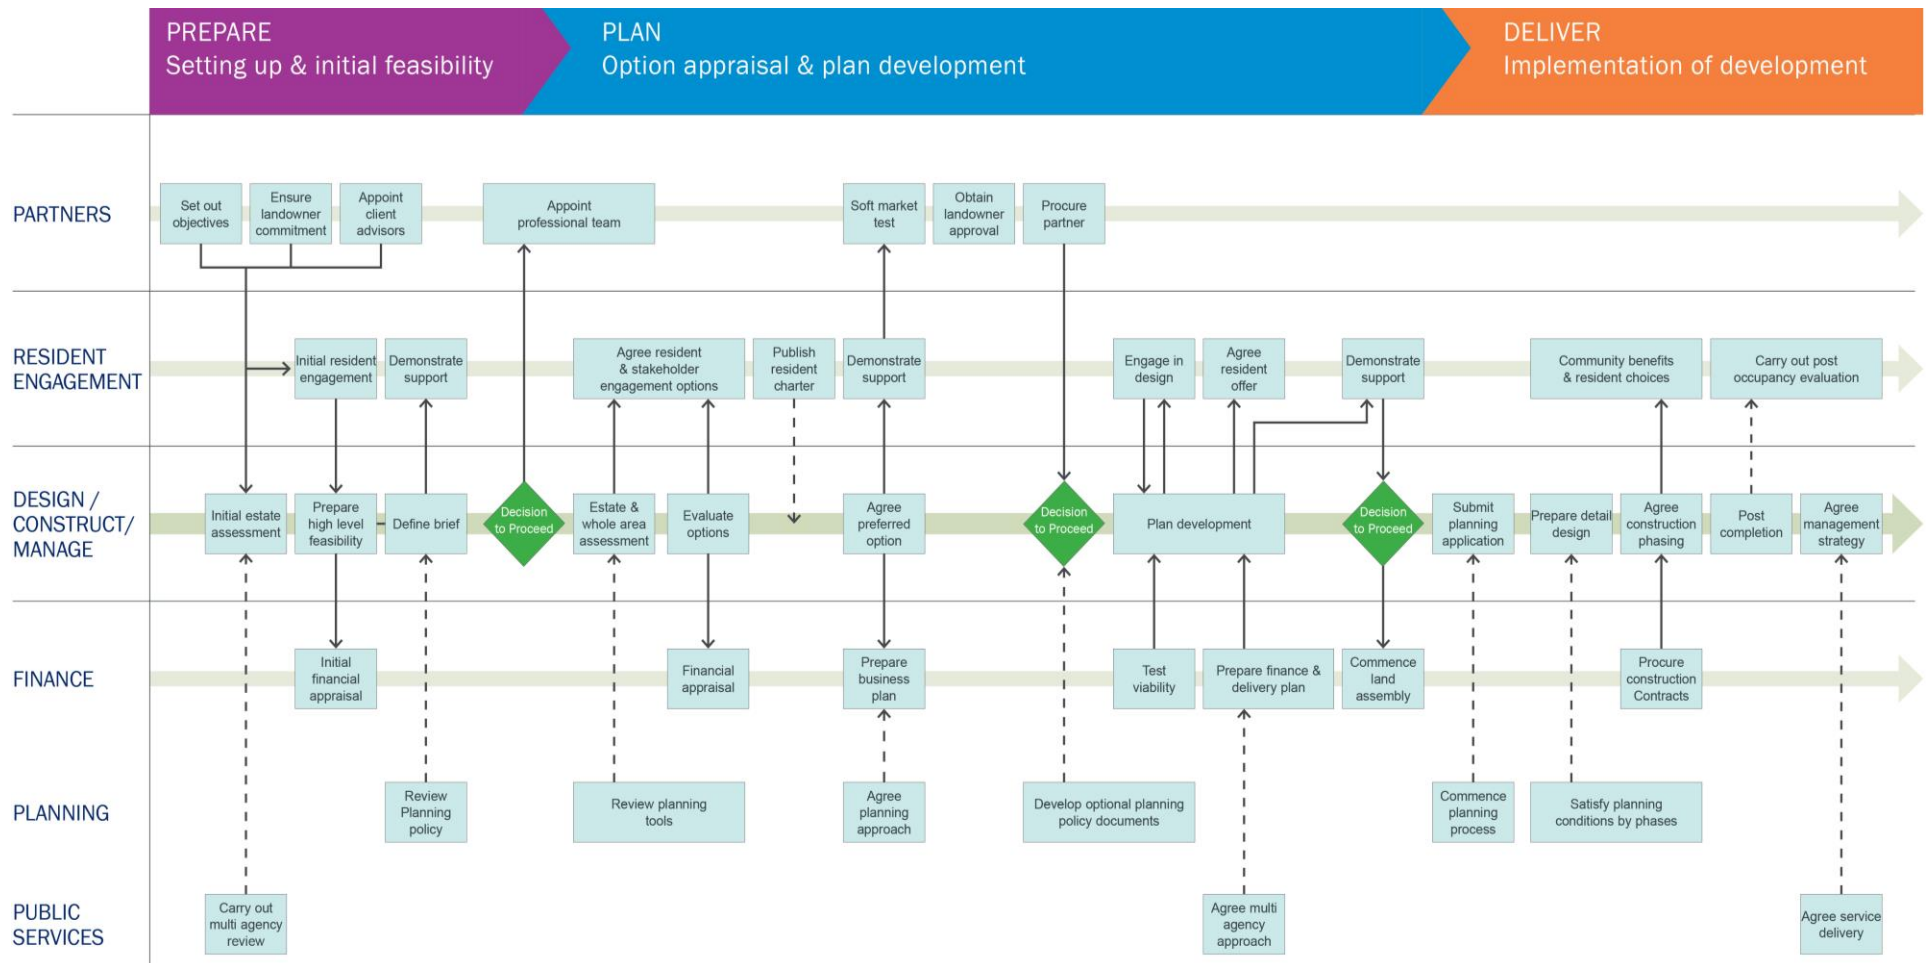 PREPARE
Setting up & initial feasibility
PLAN
Option appraisal & plan development
DELIVER
Implementation of development
PARTNERS
Set out
objectives
Ensure
landowner
commitment
Appoint
client
advisors
Appoint
professional team
Soft market
test
Obtain
landowner
approval
Procure
partner
RESIDENT
ENGAGEMENT
Initial resident
engagement
Demonstrate
support
Agree resident
& stakeholder
engagement options
Publish
resident
charter
Demonstrate
support
Engage in
design
Agree
resident
offer
Demonstrate
support
Community benefits
& resident choices
Carry out post
occupancy evaluation
DESIGN /
CONSTRUCT/
MANAGE
Initial estate
assessment
Prepare
high level
feasibility
Define brief
Decision
to Proceed
Estate &
whole area
assessment
Evaluate
options
Agree
preferred
option
Decision
to Proceed
Plan development
Decision
to Proceed
Submit
planning
application
Prepare detail
design
Agree
construction
phasing
Post
completion
Agree
management
strategy
FINANCE
Initial
financial
appraisal
Financial
appraisal
Prepare
business
plan
Test
viability
Prepare finance &
delivery plan
Commence
land
assembly
Procure
construction
Contracts
PLANNING
Review
Planning
policy
Review planning
tools
Agree
planning
approach
Develop optional planning
policy documents
Commence
planning
process
Satisfy planning
conditions by phases
PUBLIC
SERVICES
Carry out
multi agency
review
Agree multi
agency
approach
Agree service
delivery